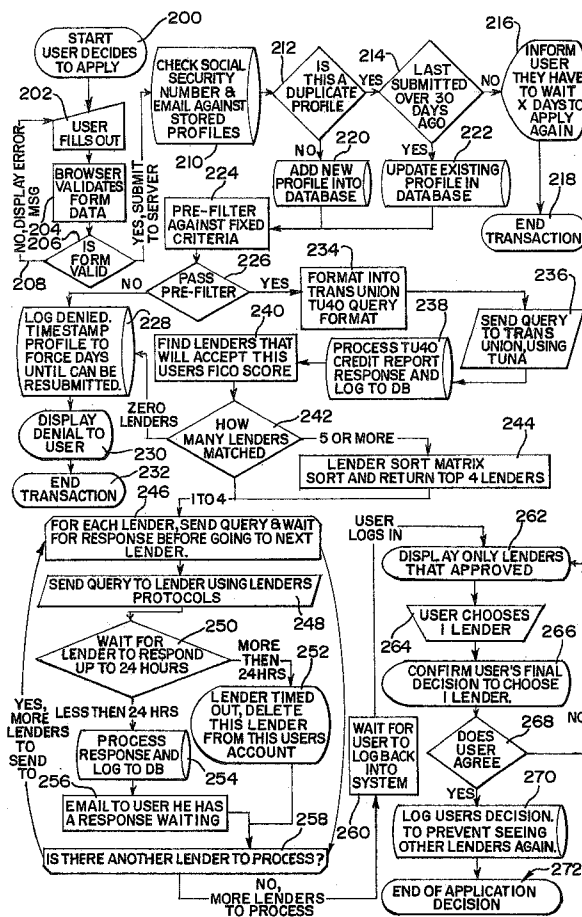 200
START
USER DECIDES
TO APPLY
202
USER
FILLS OUT
BROWSER
VALIDATES
FORM
DATA
204
206
IS
FORM VALID
208
NO, DISPLAY ERROR
MSG
YES, SUBMIT
TO SERVER
CHECK SOCIAL
SECURITY
NUMBER &
EMAIL AGAINST
STORED
PROFILES
210
212
IS
THIS A
DUPLICATE
PROFILE
YES
NO
214
LAST
SUBMITTED
OVER 30
DAYS
AGO
NO
YES
216
INFORM
USER
THEY HAVE
TO WAIT
X DAYS TO
APPLY
AGAIN
218
END
TRANSACTION
220
ADD NEW
PROFILE INTO
DATABASE
222
UPDATE EXISTING
PROFILE IN
DATABASE
224
PRE-FILTER
AGAINST FIXED
CRITERIA
226
PASS
PRE-FILTER
NO
YES
228
LOG DENIED.
TIMESTAMP
PROFILE TO
FORCE DAYS
UNTIL CAN BE
RESUBMITTED.
DISPLAY
DENIAL TO
USER
230
END
TRANSACTION
232
234
FORMAT INTO
TRANS UNION
TU40 QUERY
FORMAT
236
SEND QUERY
TO TRANS
UNION, USING
TUNA
238
PROCESS TU40
CREDIT REPORT
RESPONSE AND
LOG TO DB
240
FIND LENDERS THAT
WILL ACCEPT THIS
USERS FICO SCORE
242
HOW
MANY LENDERS
MATCHED
ZERO
LENDERS
5 OR MORE
244
LENDER SORT MATRIX
SORT AND RETURN TOP 4 LENDERS
1 TO 4
246
FOR EACH LENDER, SEND QUERY & WAIT
FOR RESPONSE BEFORE GOING TO NEXT
LENDER.
SEND QUERY TO LENDER USING LENDERS
PROTOCOLS
248
250
WAIT FOR
LENDER TO RESPOND
UP TO 24 HOURS
MORE
THEN
24HRS
LESS THEN 24 HRS
252
LENDER TIMED
OUT, DELETE
THIS LENDER
FROM THIS USERS
ACCOUNT
PROCESS
RESPONSE AND
LOG TO DB
254
256
EMAIL TO USER HE HAS
A RESPONSE WAITING
258
IS THERE ANOTHER LENDER TO PROCESS?
YES,
MORE
LENDERS
TO
SEND TO
NO,
MORE LENDERS
TO PROCESS
WAIT FOR
USER TO
LOG BACK
INTO
SYSTEM
260
USER
LOGS IN
262
DISPLAY ONLY LENDERS
THAT APPROVED
USER CHOOSES
1 LENDER
264
266
CONFIRM USER'S FINAL
DECISION TO CHOOSE
1 LENDER.
268
DOES
USER
AGREE
NO
YES
270
LOG USERS DECISION.
TO PREVENT SEEING
OTHER LENDERS AGAIN.
272
END OF APPLICATION
DECISION